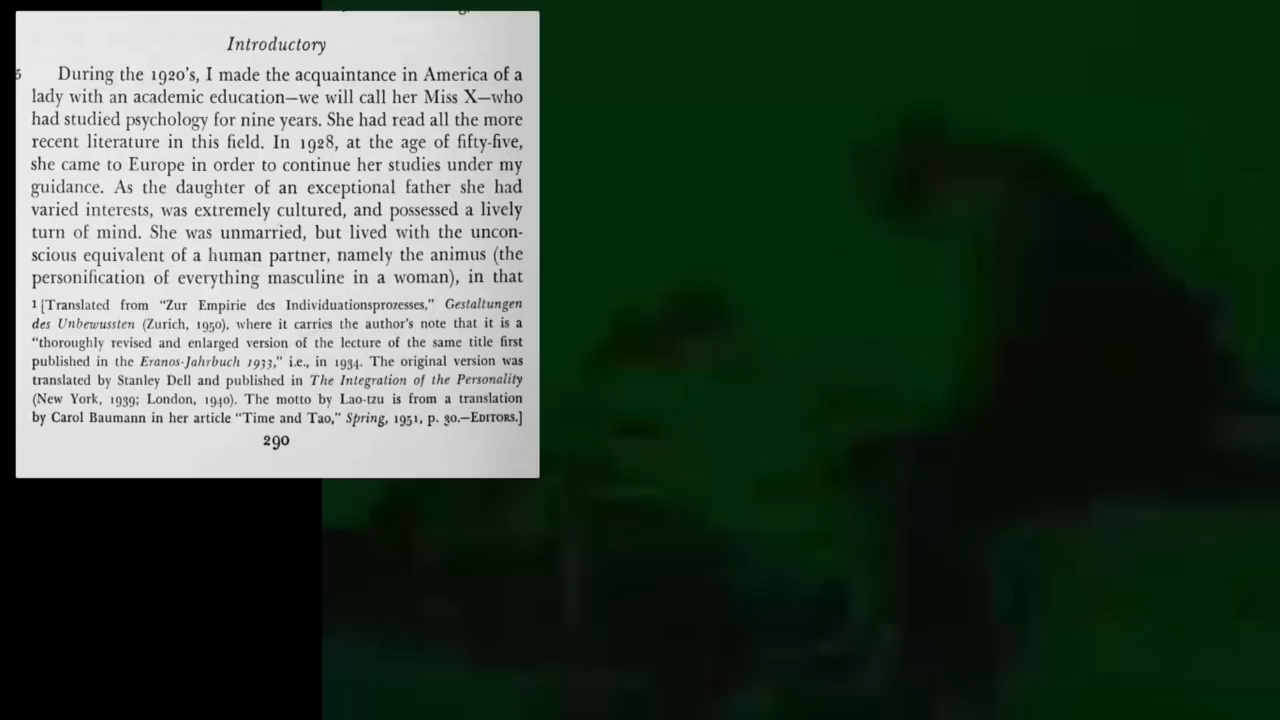 Introductory
5 During the 1920's, I made the acquaintance in America of a
lady with an academic education—we will call her Miss X—who
had studied psychology for nine years. She had read all the more
recent literature in this field. In 1928, at the age of fifty-five,
she came to Europe in order to continue her studies under my
guidance. As the daughter of an exceptional father she had
varied interests, was extremely cultured, and possessed a lively
turn of mind. She was unmarried, but lived with the uncon-
scious equivalent of a human partner, namely the animus (the
personification of everything masculine in a woman), in that
1 [Translated from "Zur Empirie des Individuationsprozesses," Gestaltungen
des Unbewussten (Zurich, 1950), where it carries the author's note that it is a
"thoroughly revised and enlarged version of the lecture of the same title first
published in the Eranos-Jahrbuch 1933," i.e., in 1934. The original version was
translated by Stanley Dell and published in The Integration of the Personality
(New York, 1939; London, 1940). The motto by Lao-tzu is from a translation
by Carol Baumann in her article "Time and Tao," Spring, 1951, p. 30.—EDITORS.]
290